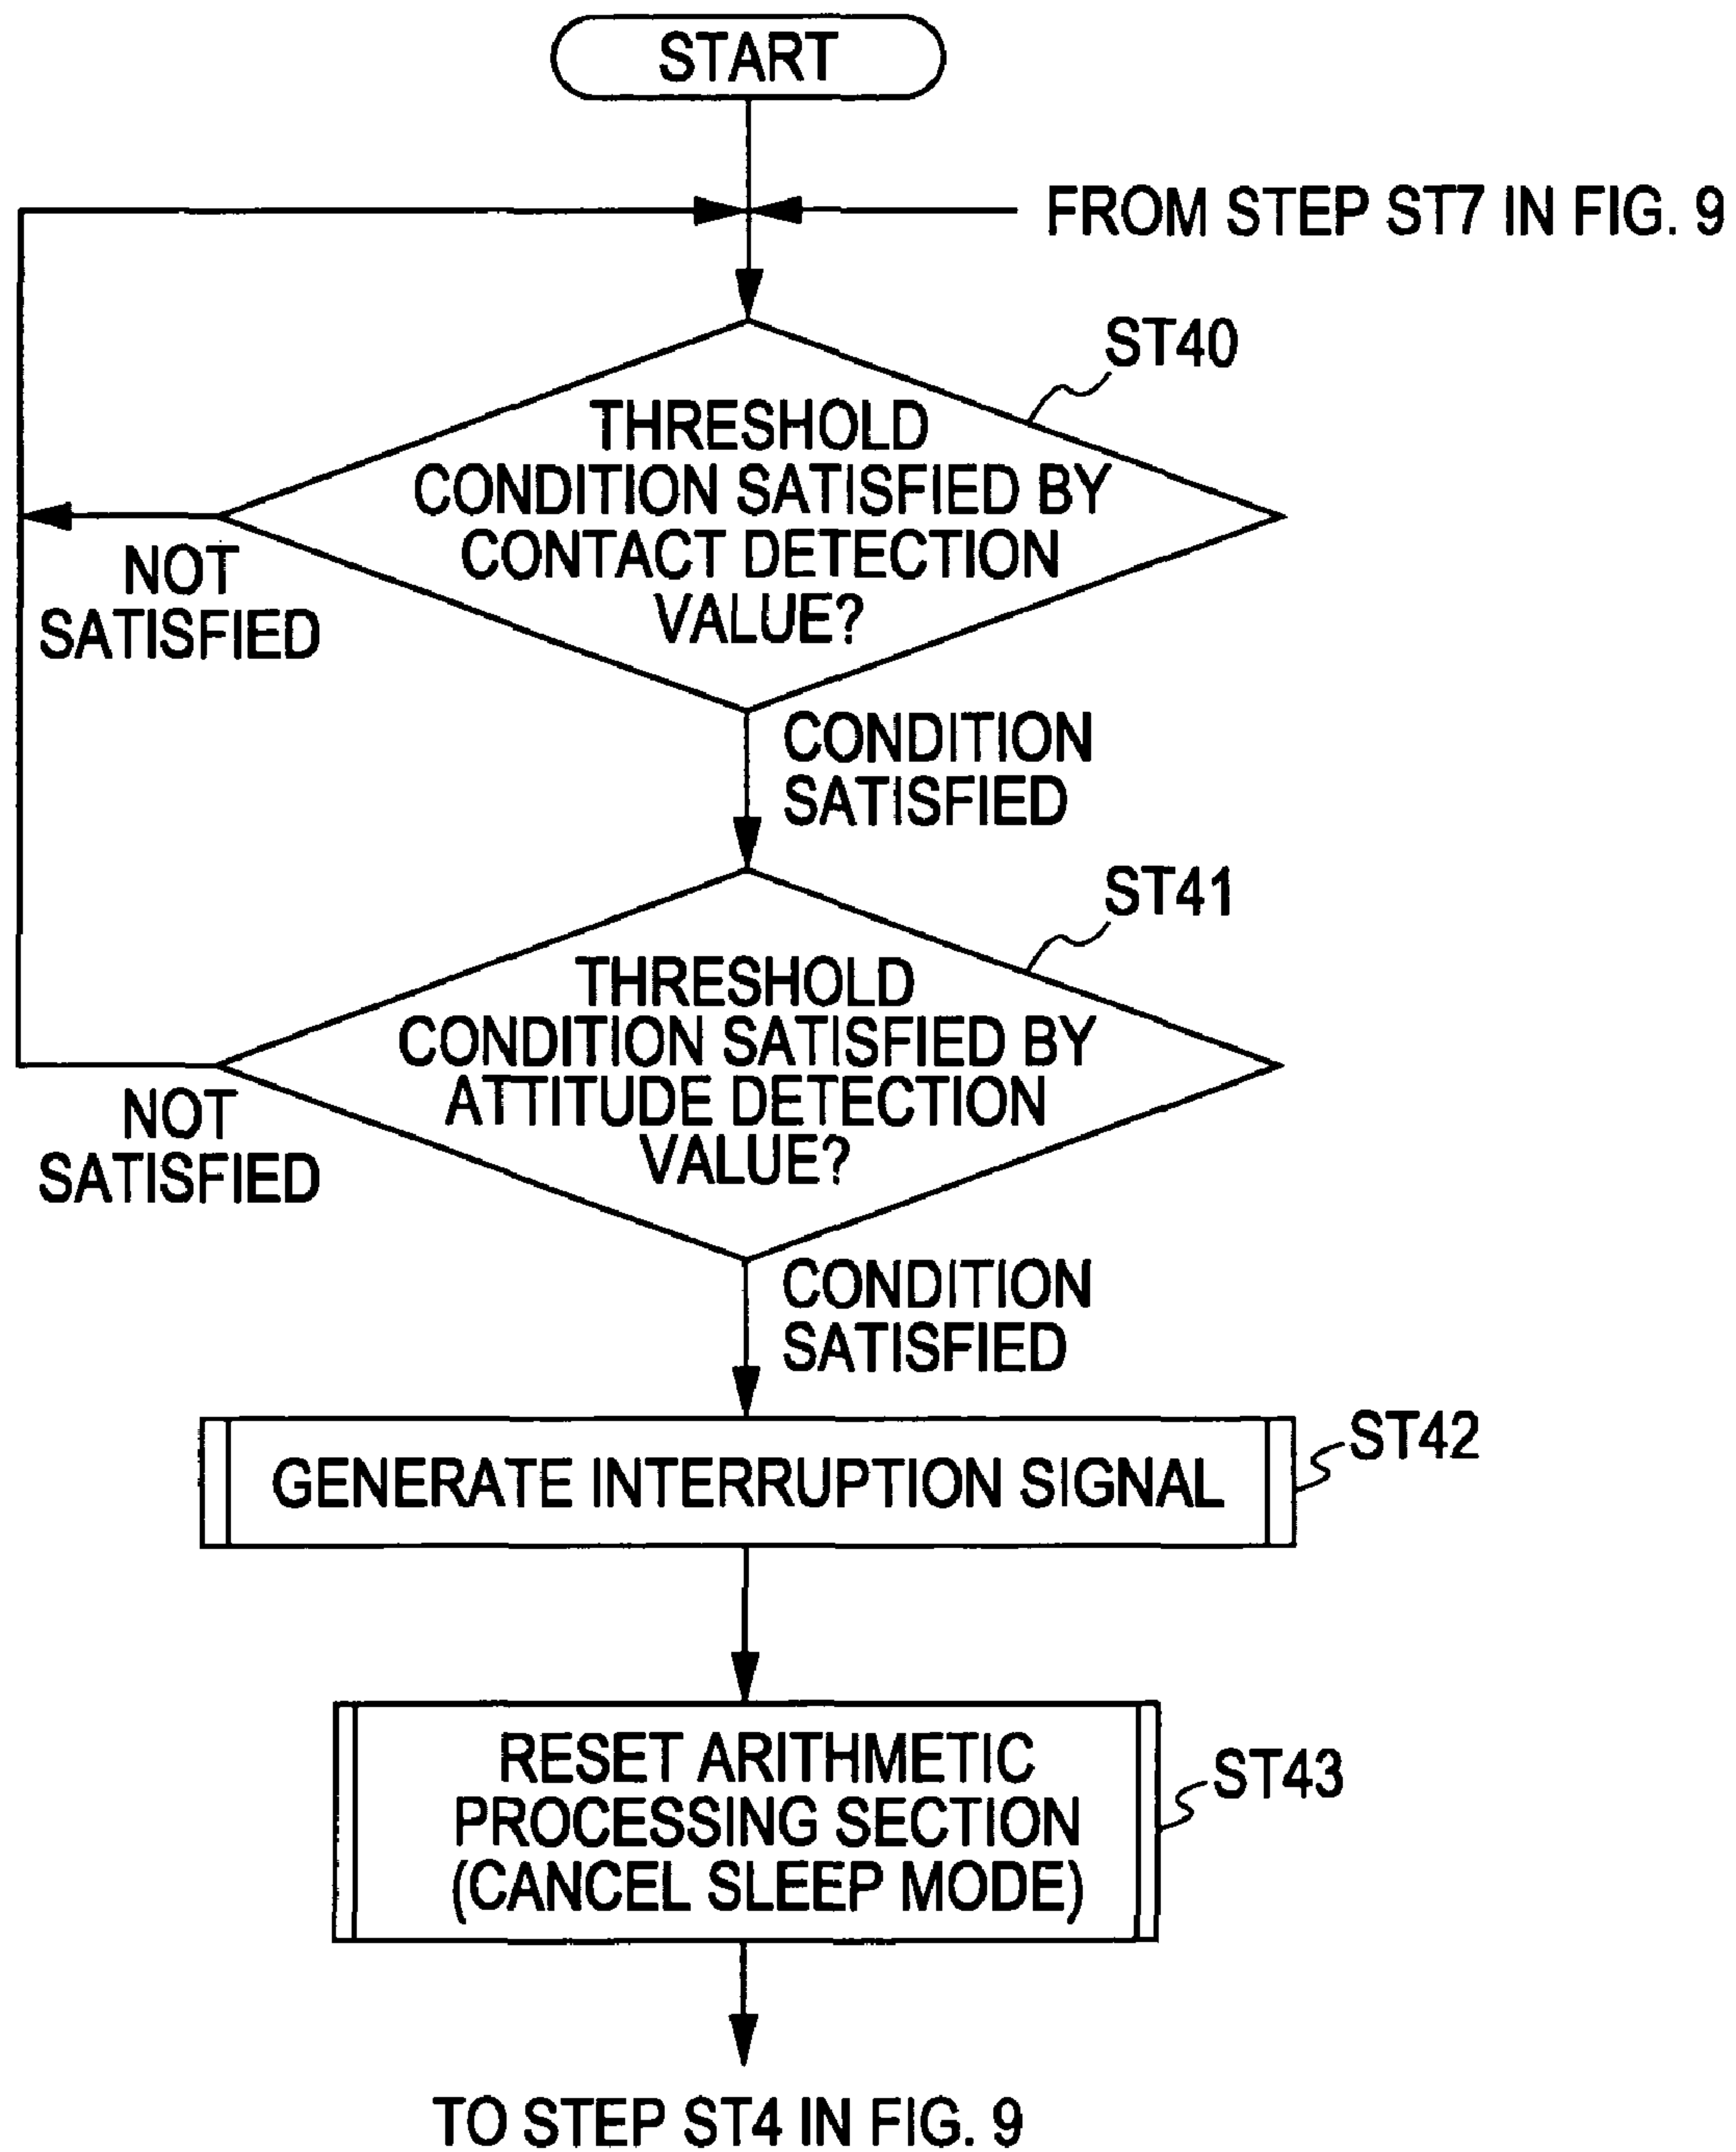 START
FROM STEP ST7 IN FIG. 9
ST40
THRESHOLD
CONDITION SATISFIED BY
CONTACT DETECTION
VALUE?
NOT
SATISFIED
CONDITION
SATISFIED
ST41
THRESHOLD
CONDITION SATISFIED BY
ATTITUDE DETECTION
VALUE?
NOT
SATISFIED
CONDITION
SATISFIED
ST42
GENERATE INTERRUPTION SIGNAL
RESET ARITHMETIC
PROCESSING SECTION
(CANCEL SLEEP MODE)
ST43
TO STEP ST4 IN FIG. 9